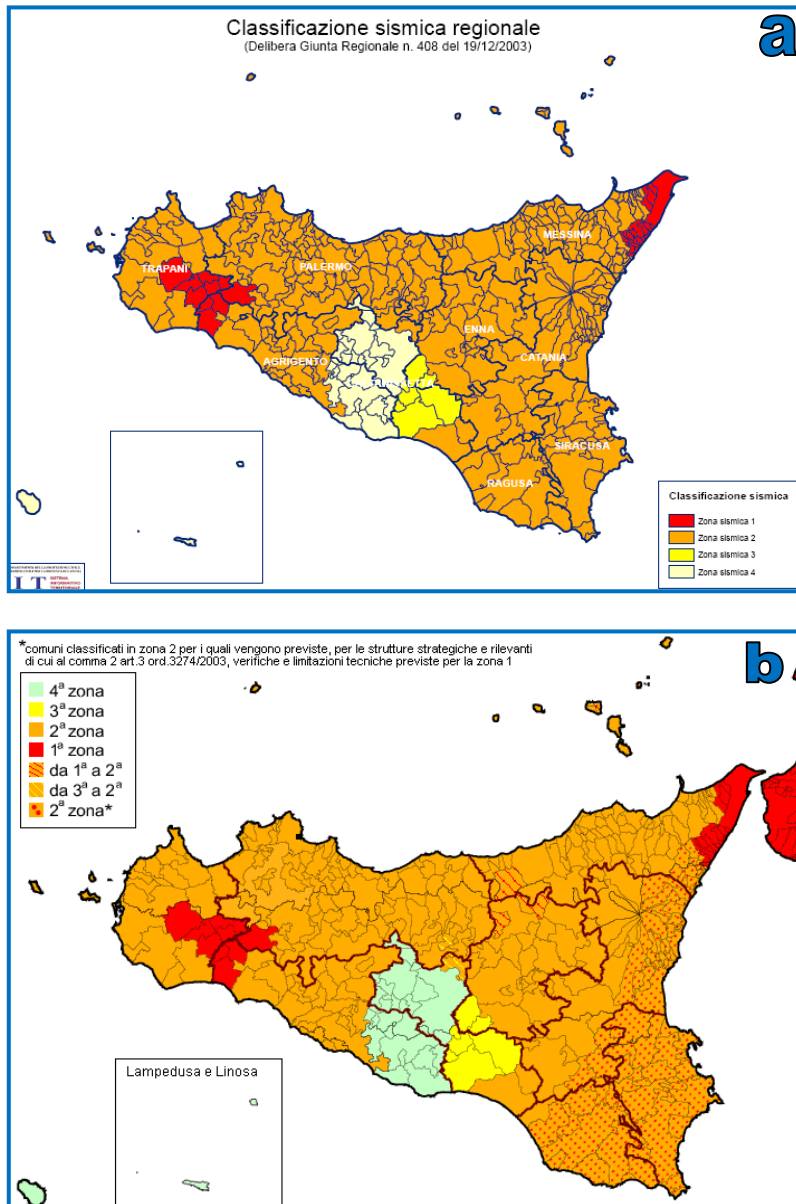 Classificazione sismica regionale
(Delibera Giunta Regionale n. 408 del 19/12/2003)
a
MESSINA
TRAPANI
PALERMO
ENNA
CATANIA
AGRIGENTO
SIRACUSA
RAGUSA
Classificazione sismica
Zona sismica 1
Zona sismica 2
Zona sismica 3
Zona sismica 4
SISTEMA
INFORMATIVO
TERRITORIALE
*comuni classificati in zona 2 per i quali vengono previste, per le strutture strategiche e rilevanti
di cui al comma 2 art.3 ord.3274/2003, verifiche e limitazioni tecniche previste per la zona 1
b
4ª zona
3ª zona
2ª zona
1ª zona
da 1ª a 2ª
da 3ª a 2ª
2ª zona*
Lampedusa e Linosa